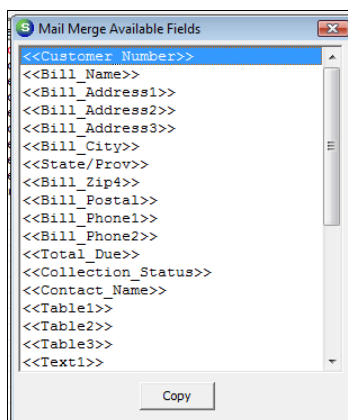 S Mail Merge Available Fields
<<Customer_Number>>
<<Bill_Name>>
<<Bill_Address1>>
<<Bill_Address2>>
<<Bill_Address3>>
<<Bill_City>>
<<State/Prov>>
<<Bill_Zip4>>
<<Bill_Postal>>
<<Bill_Phone1>>
<<Bill_Phone2>>
<<Total_Due>>
<<Collection_Status>>
<<Contact_Name>>
<<Table1>>
<<Table2>>
<<Table3>>
<<Text1>>
Copy